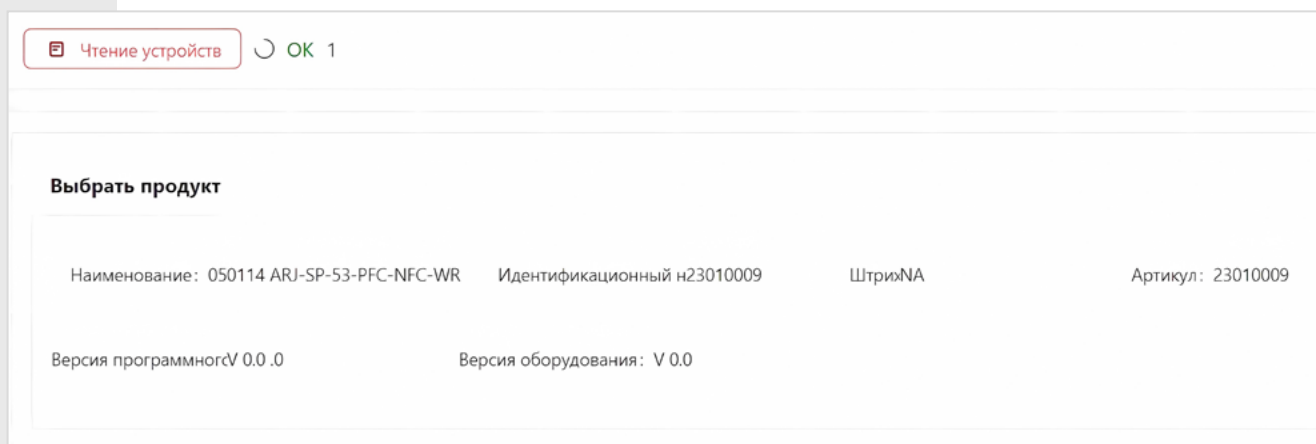 Чтение устройств OK 1
Выбрать продукт
Наименование: 050114 ARJ-SP-53-PFC-NFC-WR Идентификационный н23010009 ШтрихNA Артикул: 23010009
Версия программногсV 0.0 .0 Версия оборудования: V 0.0